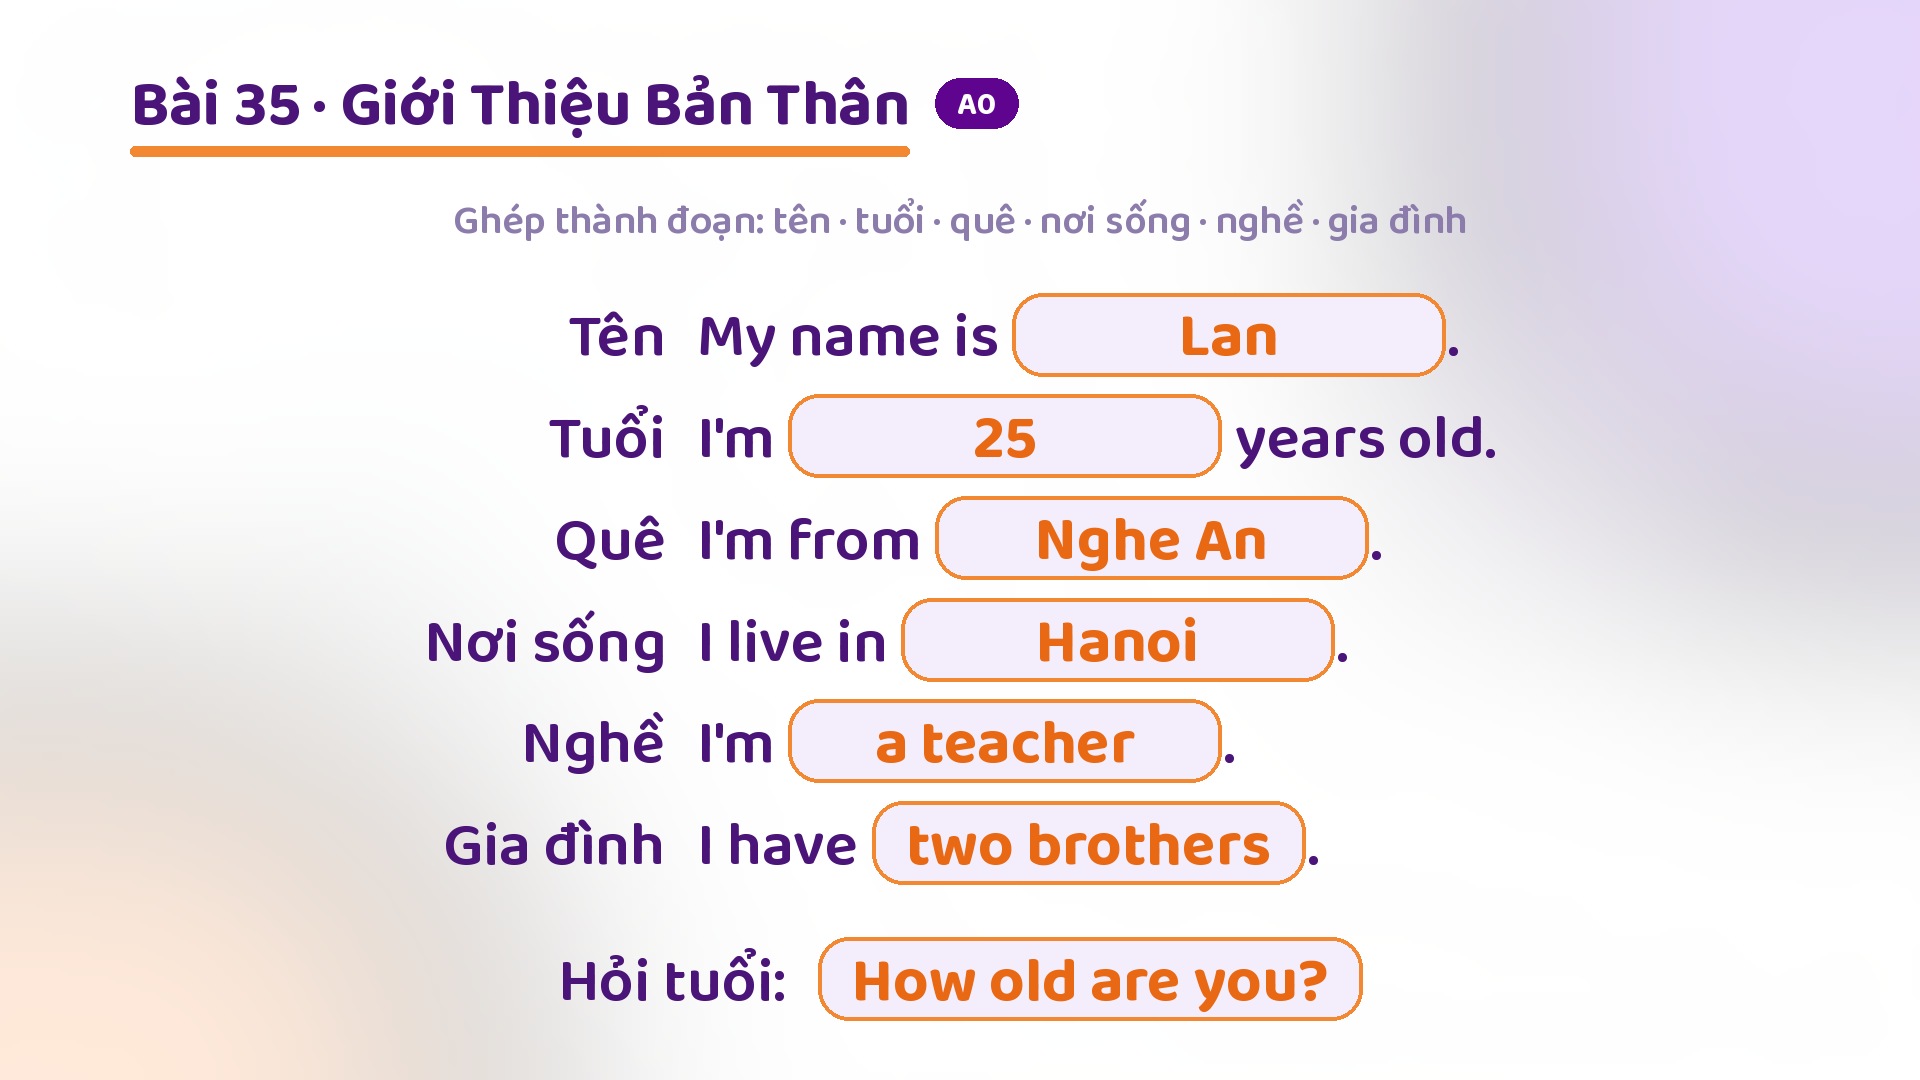 Bài 35 · Giới Thiệu Bản Thân A0
Ghép thành đoạn: tên · tuổi · quê · nơi sống · nghề · gia đình
Tên My name is Lan.
Tuổi I'm 25 years old.
Quê I'm from Nghe An.
Nơi sống I live in Hanoi.
Nghề I'm a teacher.
Gia đình I have two brothers.
Hỏi tuổi: How old are you?